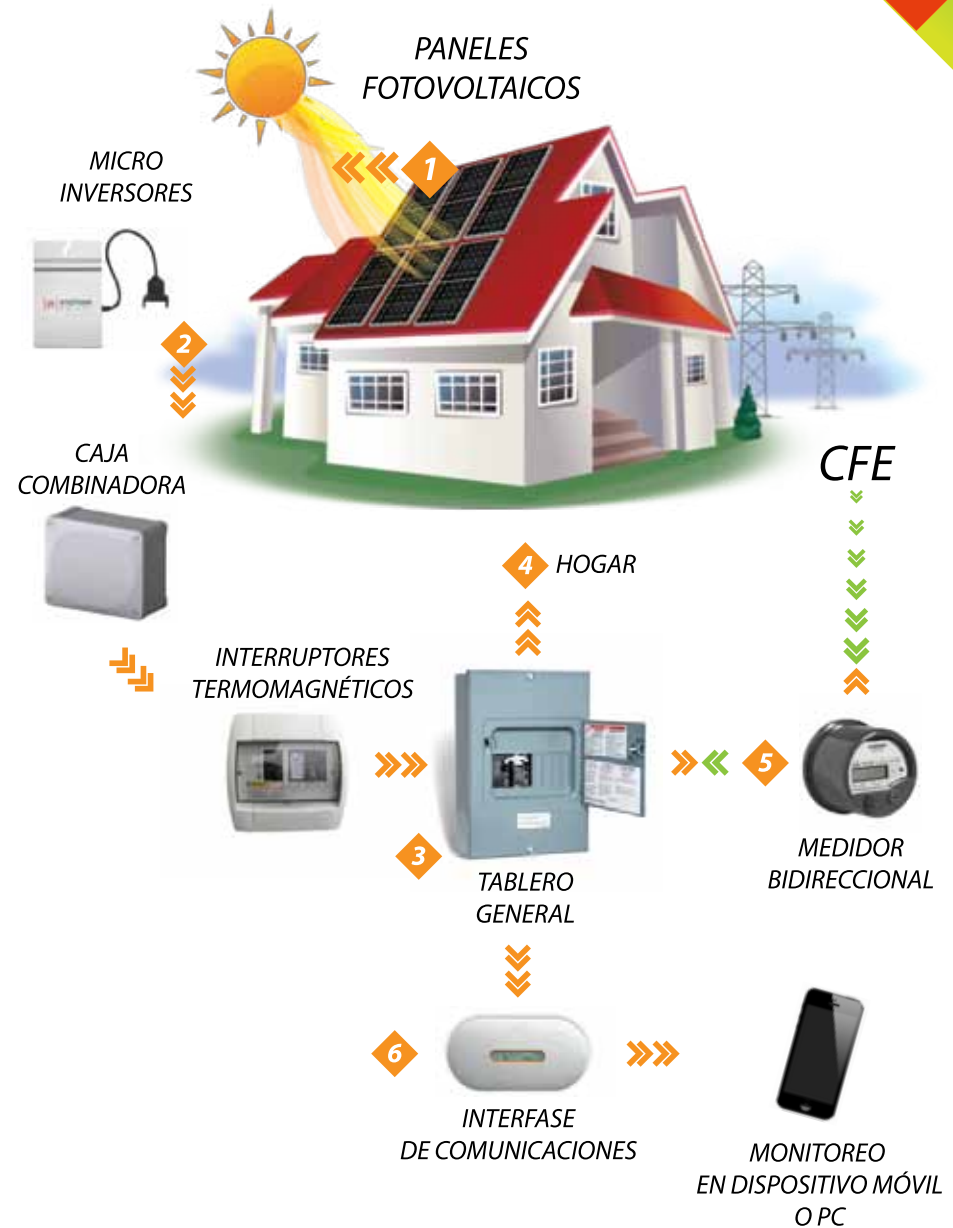 PANELES
FOTOVOLTAICOS
1
MICRO
INVERSORES
2
CAJA
COMBINADORA
CFE
4 HOGAR
INTERRUPTORES
TERMOMAGNÉTICOS
5
3
MEDIDOR
BIDIRECCIONAL
TABLERO
GENERAL
6
INTERFASE
DE COMUNICACIONES
MONITOREO
EN DISPOSITIVO MÓVIL
O PC